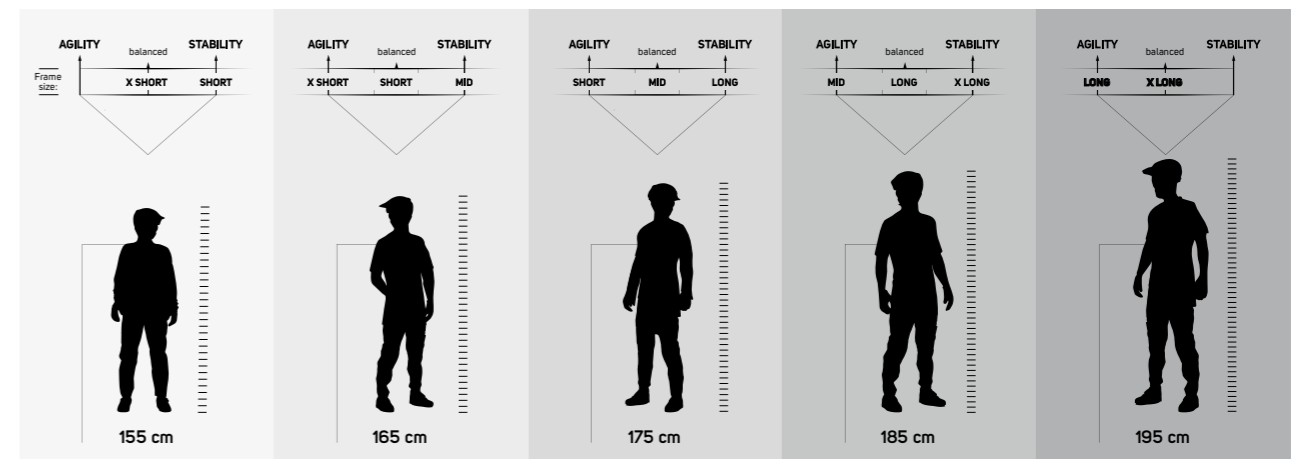 AGILITY balanced STABILITY
Frame size: X SHORT SHORT
155 cm
AGILITY balanced STABILITY
X SHORT SHORT MID
165 cm
AGILITY balanced STABILITY
SHORT MID LONG
175 cm
AGILITY balanced STABILITY
MID LONG X LONG
185 cm
AGILITY balanced STABILITY
LONG X LONG
195 cm